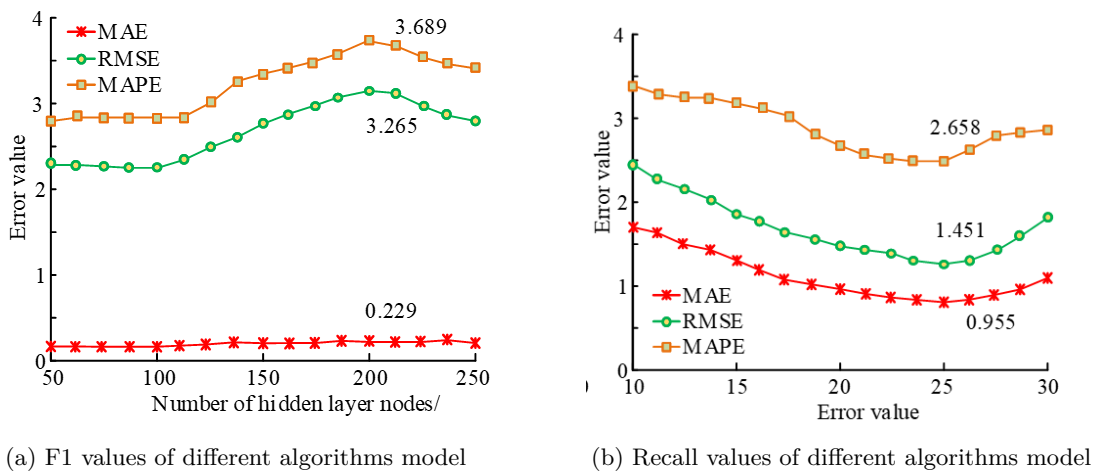 4
3
2
1
0
Error value
MAE
RMSE
MAPE
3.689
3.265
0.229
50 100 150 200 250
Number of hidden layer nodes/
(a) F1 values of different algorithms model
4
3
2
1
0
Error value
2.658
1.451
0.955
MAE
RMSE
MAPE
10 15 20 25 30
Error value
(b) Recall values of different algorithms model